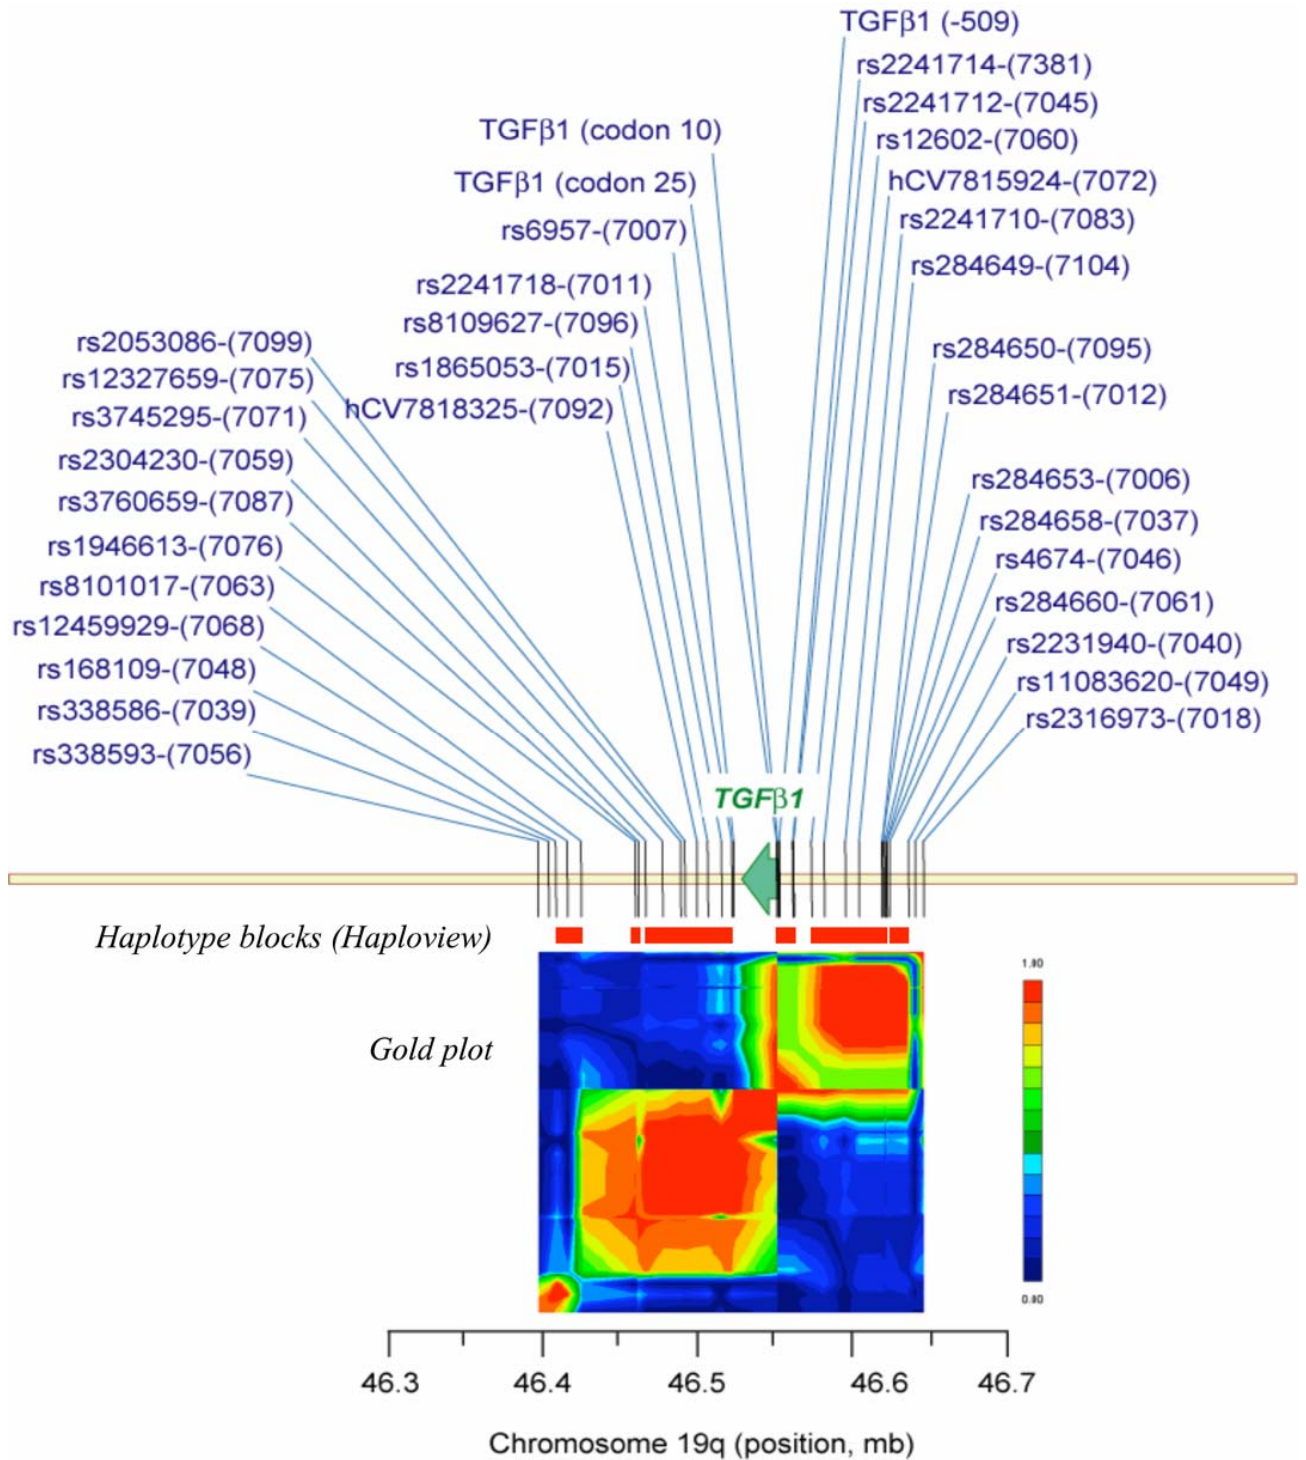 TGFβ1 (-509)
rs2241714-(7381)
rs2241712-(7045)
rs12602-(7060)
hCV7815924-(7072)
rs2241710-(7083)
rs284649-(7104)
rs284650-(7095)
rs284651-(7012)
rs284653-(7006)
rs284658-(7037)
rs4674-(7046)
rs284660-(7061)
rs2231940-(7040)
rs11083620-(7049)
rs2316973-(7018)
TGFβ1 (codon 10)
TGFβ1 (codon 25)
rs6957-(7007)
rs2241718-(7011)
rs8109627-(7096)
rs1865053-(7015)
hCV7818325-(7092)
rs2053086-(7099)
rs12327659-(7075)
rs3745295-(7071)
rs2304230-(7059)
rs3760659-(7087)
rs1946613-(7076)
rs8101017-(7063)
rs12459929-(7068)
rs168109-(7048)
rs338586-(7039)
rs338593-(7056)
TGFβ1
Haplotype blocks (Haploview)
Gold plot
1.00
0.00
46.3 46.4 46.5 46.6 46.7
Chromosome 19q (position, mb)